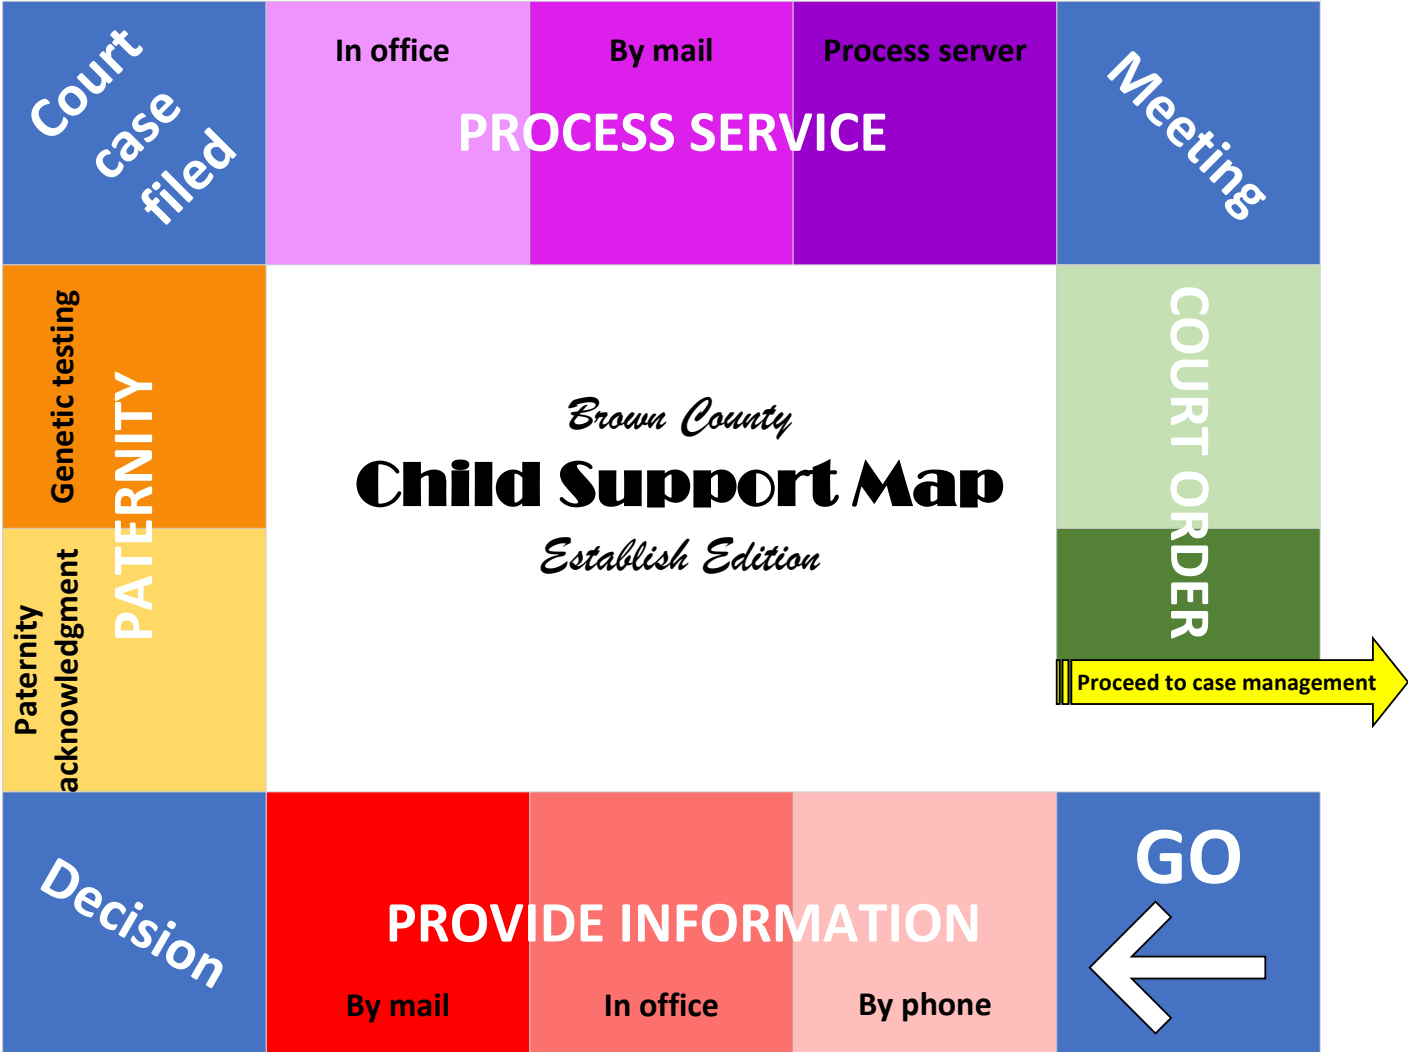 Court
case
filed
In office
By mail
Process server
PROCESS SERVICE
Meeting
Genetic testing
PATERNITY
Paternity
acknowledgment
Brown County
Child Support Map
Establish Edition
COURT ORDER
Proceed to case management
Decision
PROVIDE INFORMATION
By mail
In office
By phone
GO